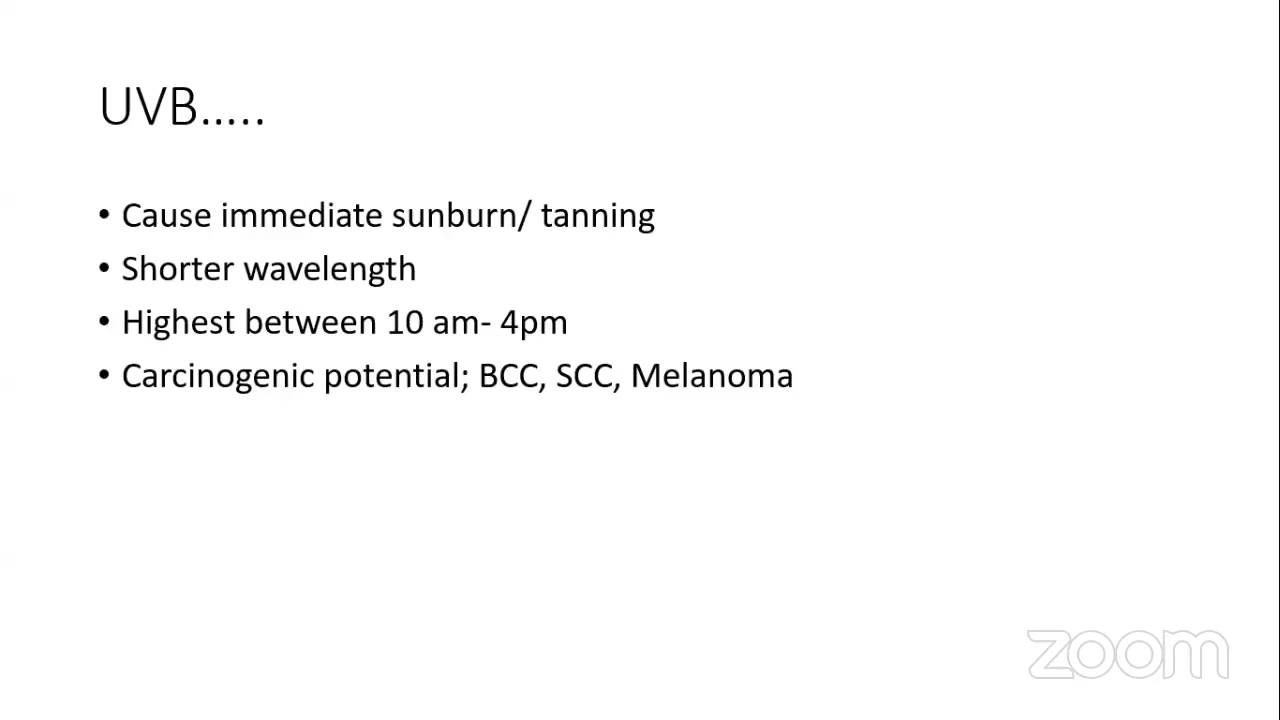 UVB.....
• Cause immediate sunburn/ tanning
• Shorter wavelength
• Highest between 10 am- 4pm
• Carcinogenic potential; BCC, SCC, Melanoma
zoom